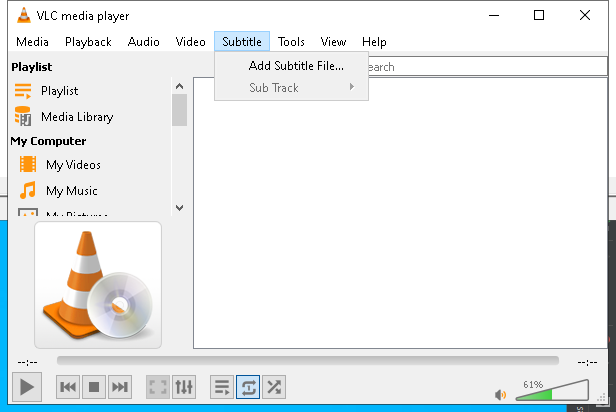 VLC media player
Media Playback Audio Video Subtitle Tools View Help
Playlist
Add Subtitle File...
earch
Playlist
Sub Track
Media Library
My Computer
My Videos
My Music
My Pictures
--:-- --:--
61%